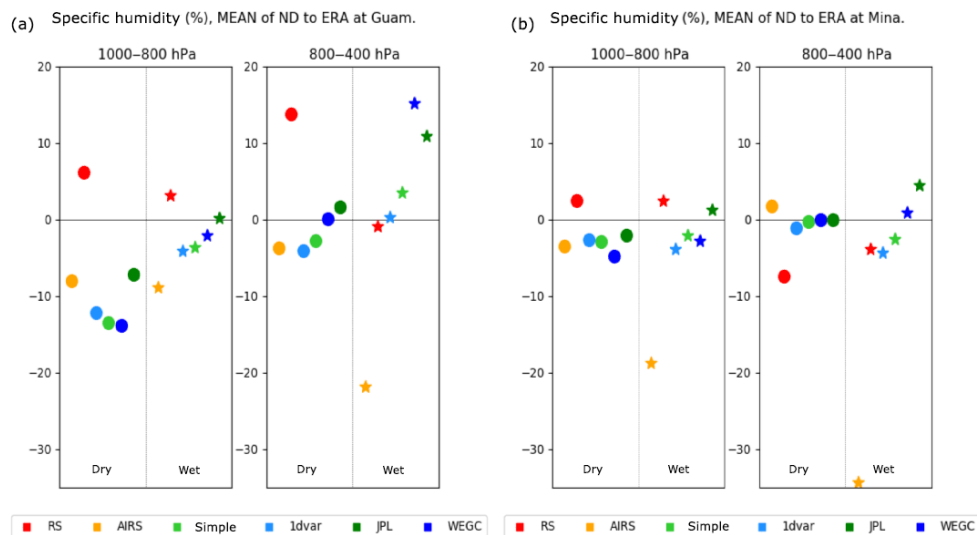 (a) Specific humidity (%), MEAN of ND to ERA at Guam.
1000–800 hPa 800–400 hPa
20 20
10 10
0 0
−10 −10
−20 −20
−30 −30
Dry Wet Dry Wet
RS AIRS Simple 1dvar JPL WEGC
(b) Specific humidity (%), MEAN of ND to ERA at Mina.
1000–800 hPa 800–400 hPa
20 20
10 10
0 0
−10 −10
−20 −20
−30 −30
Dry Wet Dry Wet
RS AIRS Simple 1dvar JPL WEGC